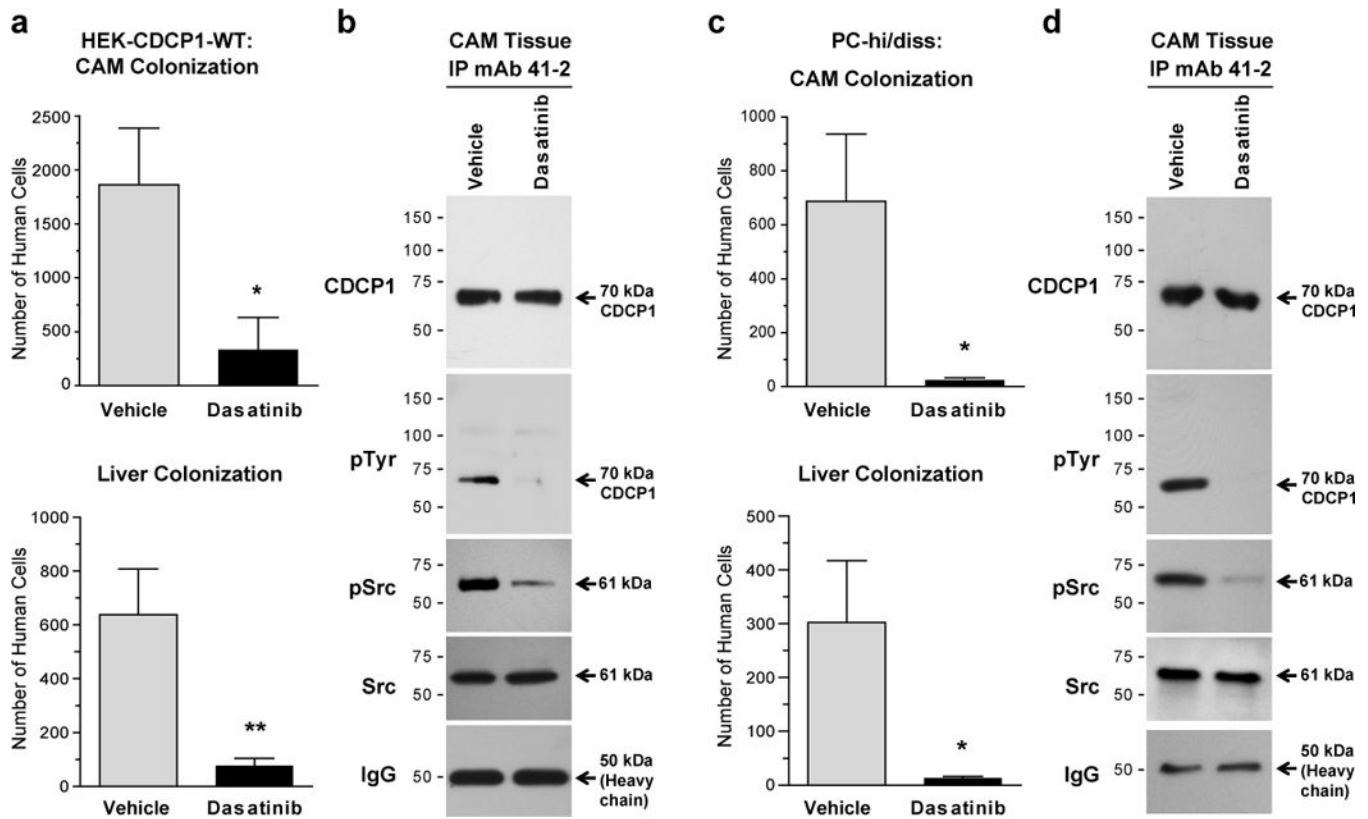 a
HEK-CDCP1-WT:
CAM Colonization
Number of Human Cells
2500
2000
1750
1500
1250
1000
500
0
*
Vehicle
Dasatinib
Liver Colonization
Number of Human Cells
1000
800
600
400
200
0
**
Vehicle
Dasatinib
b
CAM Tissue
IP mAb 41-2
Vehicle
Dasatinib
CDCP1
150 -
100 -
75 -
50 -
70 kDa
CDCP1
pTyr
150 -
100 -
75 -
50 -
70 kDa
CDCP1
pSrc
75 -
50 -
61 kDa
Src
75 -
50 -
61 kDa
IgG
50 -
50 kDa
(Heavy
chain)
c
PC-hi/diss:
CAM Colonization
Number of Human Cells
1000
800
600
400
200
0
*
Vehicle
Dasatinib
Liver Colonization
Number of Human Cells
500
400
300
200
100
0
*
Vehicle
Dasatinib
d
CAM Tissue
IP mAb 41-2
Vehicle
Dasatinib
CDCP1
150 -
100 -
75 -
50 -
70 kDa
CDCP1
pTyr
150 -
100 -
75 -
50 -
70 kDa
CDCP1
pSrc
75 -
50 -
61 kDa
Src
75 -
50 -
61 kDa
IgG
50 -
50 kDa
(Heavy
chain)